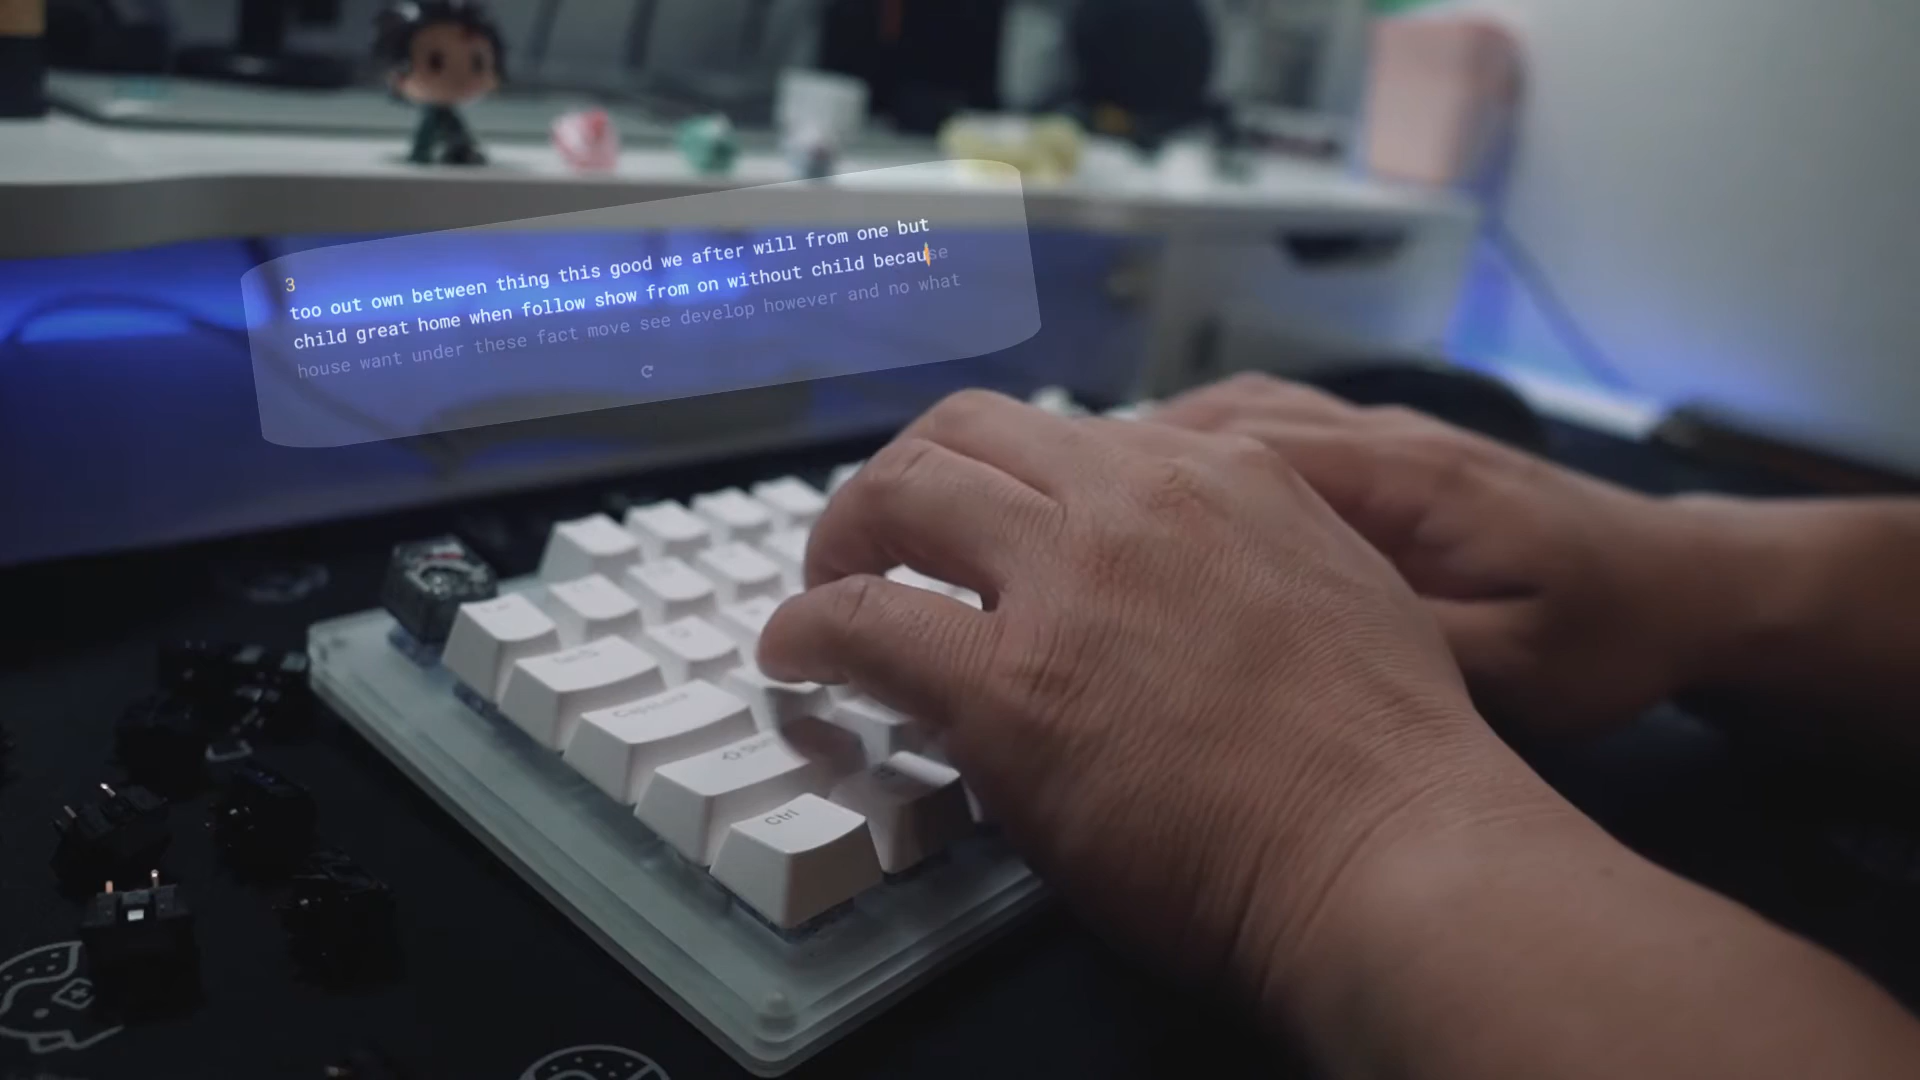 3
too out own between thing this good we after will from one but
child great home when follow show from on without child because
house want under these fact move see develop however and no what
Ctrl